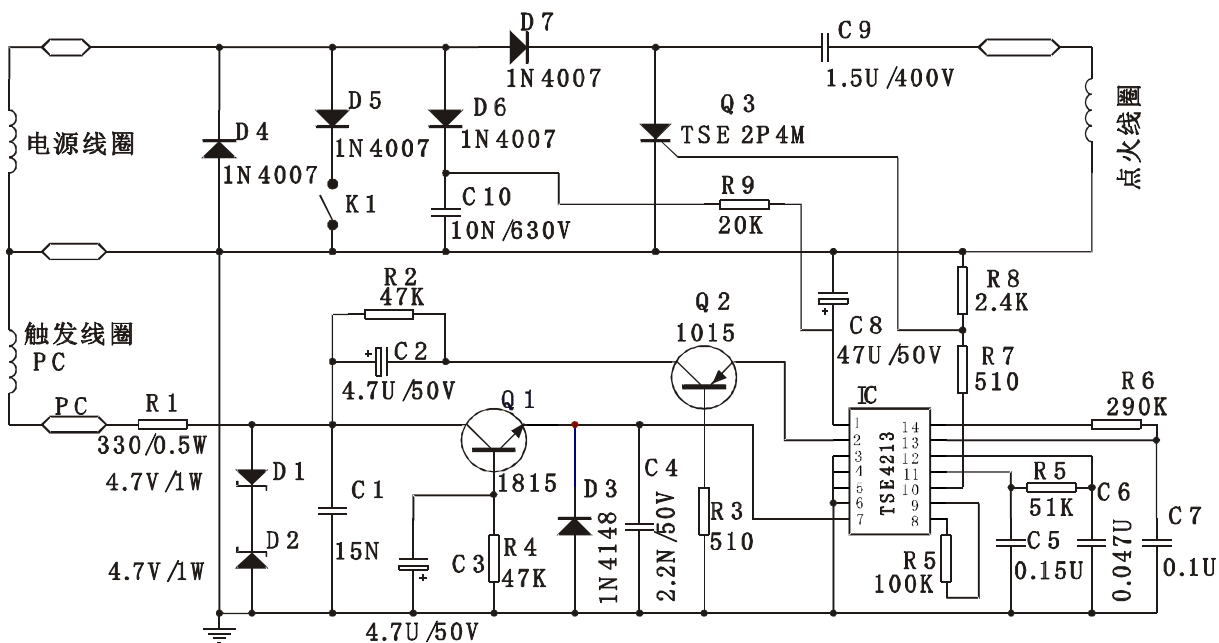 D7
1N4007
C9
1.5U/400V
电源线圈
D4
1N4007
D5
1N4007
K1
D6
1N4007
C10
10N/630V
Q3
TSE 2P4M
R9
20K
点火线圈
触发线圈
PC
R2
47K
C2
4.7U/50V
Q2
1015
C8
47U/50V
R8
2.4K
R7
510
PC
R1
330/0.5W
Q1
1815
IC
TSE4213
1
2
3
4
5
6
7
14
13
12
11
10
9
8
R6
290K
D1
4.7V/1W
D2
4.7V/1W
C1
15N
C3
4.7U/50V
R4
47K
D3
1N4148
C4
2.2N/50V
R3
510
R5
100K
R5
51K
C5
0.15U
C6
0.047U
C7
0.1U